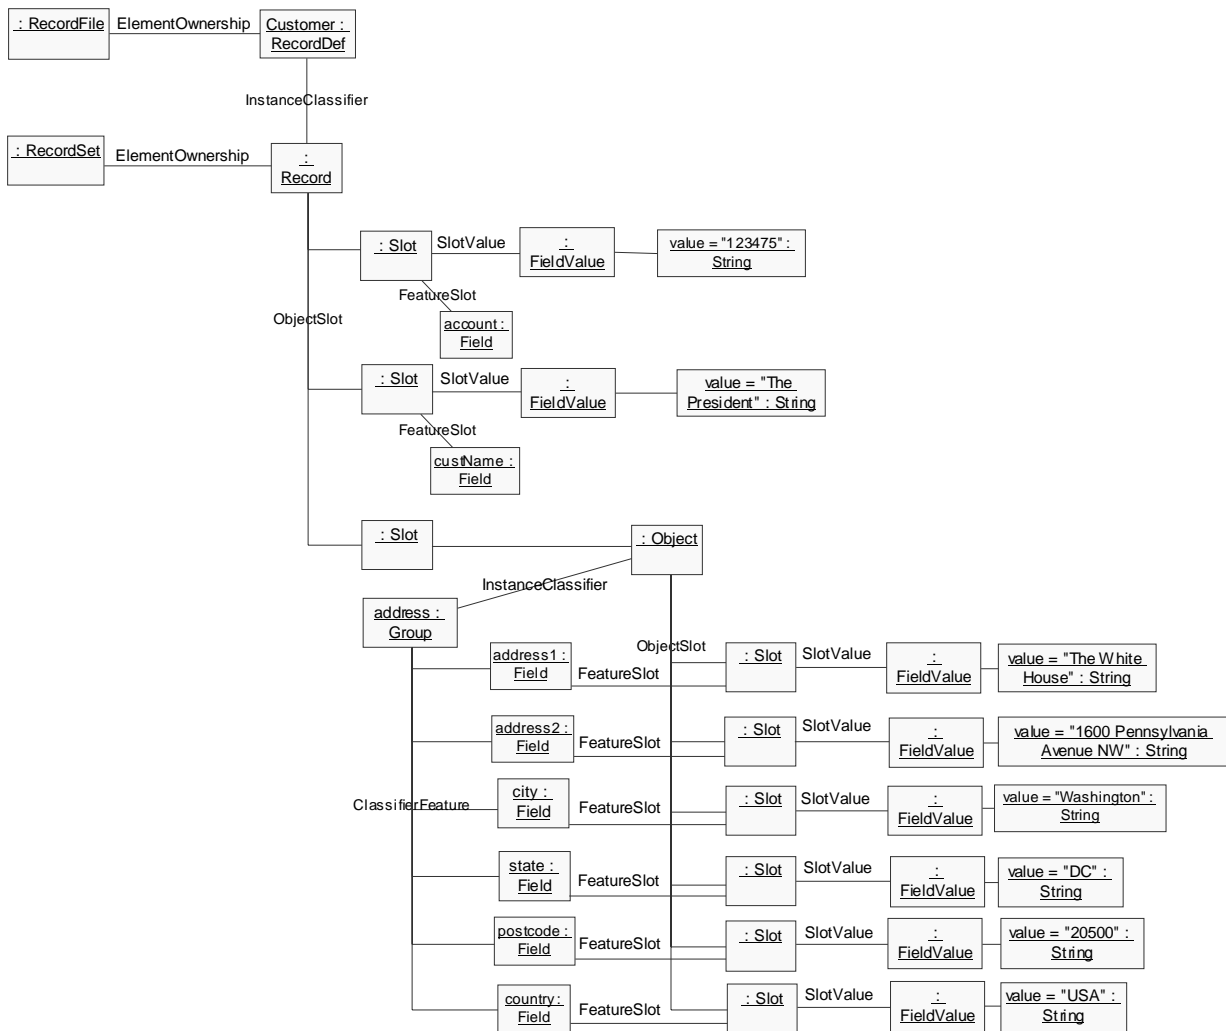 : RecordFile
ElementOwnership
Customer :
RecordDef
InstanceClassifier
: RecordSet
ElementOwnership
:
Record
: Slot
SlotValue
:
FieldValue
value = "123475" :
String
FeatureSlot
ObjectSlot
account :
Field
: Slot
SlotValue
:
FieldValue
value = "The
President" : String
FeatureSlot
custName :
Field
: Slot
: Object
InstanceClassifier
address :
Group
ObjectSlot
address1 :
Field
FeatureSlot
: Slot
SlotValue
:
FieldValue
value = "The White
House" : String
address2 :
Field
FeatureSlot
: Slot
SlotValue
:
FieldValue
value = "1600 Pennsylvania
Avenue NW" : String
ClassifierFeature
city :
Field
FeatureSlot
: Slot
SlotValue
:
FieldValue
value = "Washington" :
String
state :
Field
FeatureSlot
: Slot
SlotValue
:
FieldValue
value = "DC" :
String
postcode :
Field
FeatureSlot
: Slot
SlotValue
:
FieldValue
value = "20500" :
String
country :
Field
FeatureSlot
: Slot
SlotValue
:
FieldValue
value = "USA" :
String